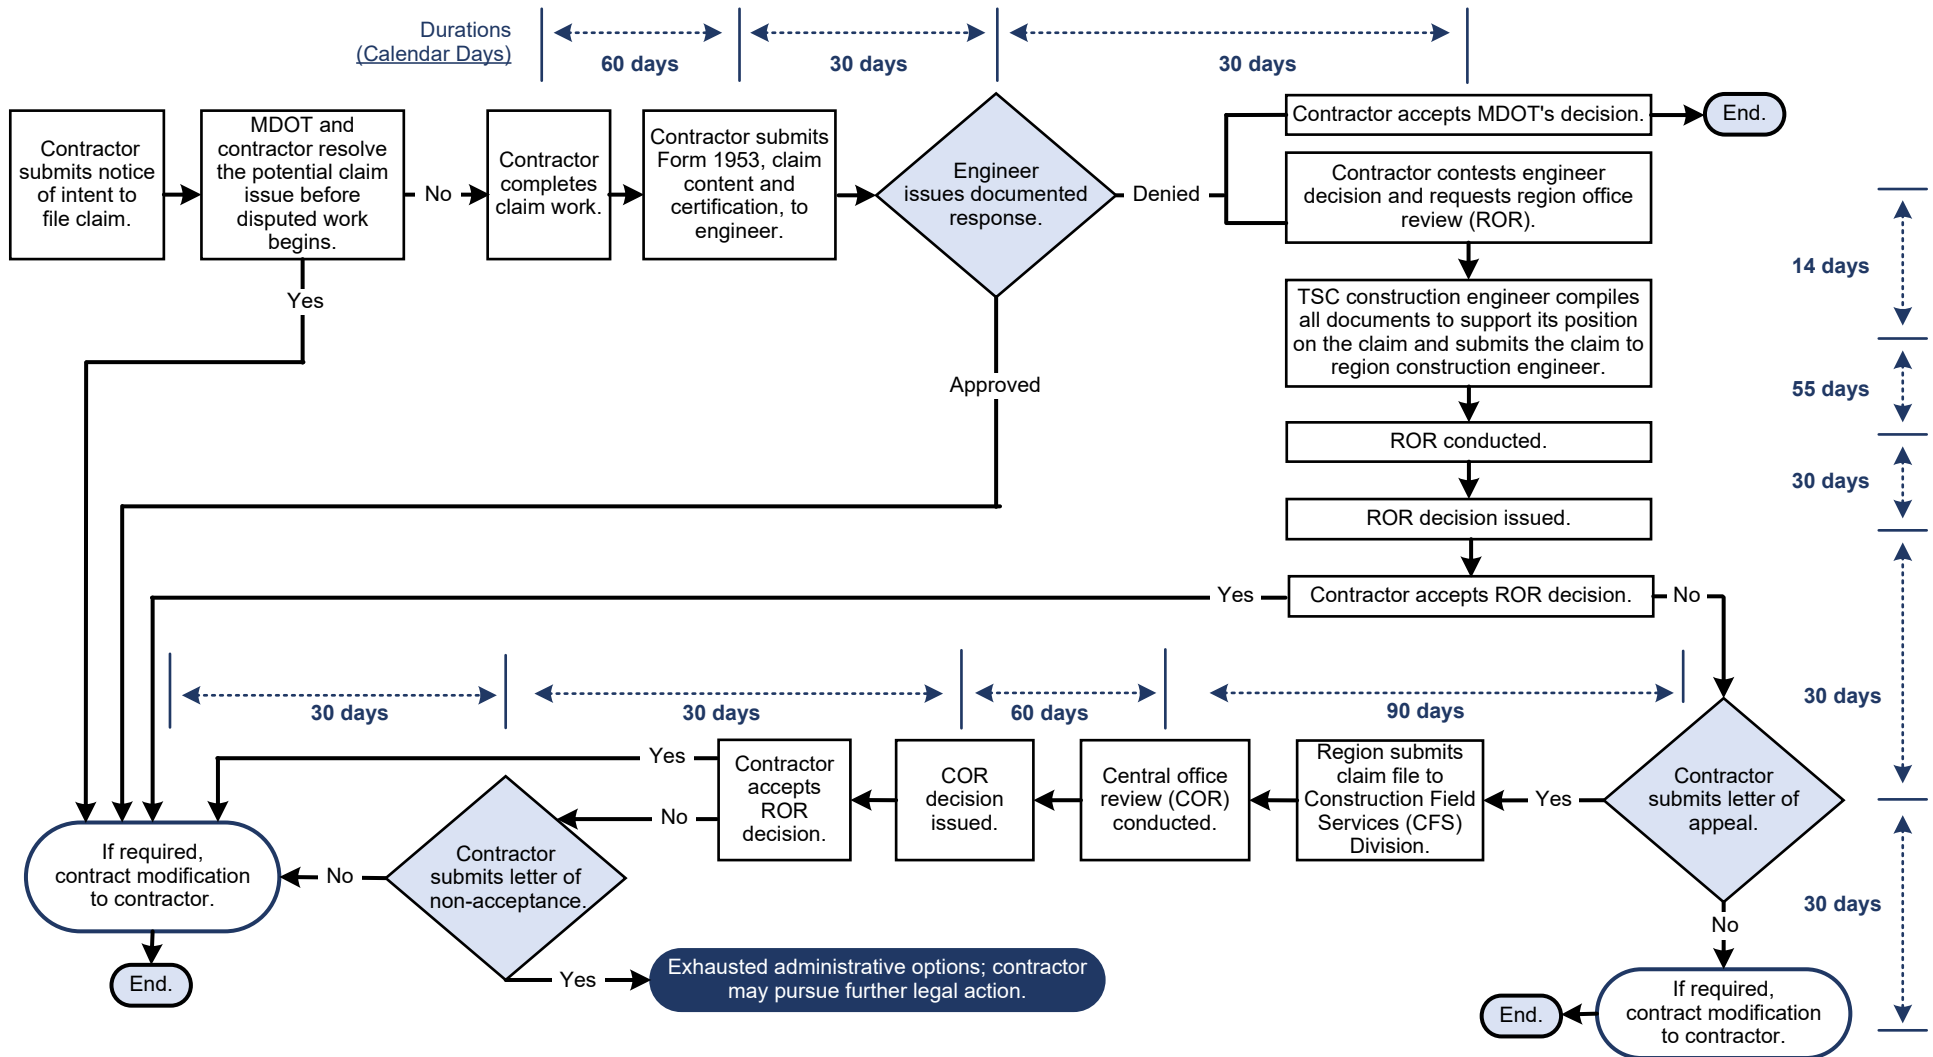 Durations
(Calendar Days)
60 days
30 days
30 days
Contractor
submits notice
of intent to
file claim.
MDOT and
contractor resolve
the potential claim
issue before
disputed work
begins.
No
Yes
Contractor
completes
claim work.
Contractor submits
Form 1953, claim
content and
certification, to
engineer.
Engineer
issues documented
response.
Denied
Approved
Contractor accepts MDOT's decision.
End.
Contractor contests engineer
decision and requests region office
review (ROR).
TSC construction engineer compiles
all documents to support its position
on the claim and submits the claim to
region construction engineer.
ROR conducted.
ROR decision issued.
Yes
Contractor accepts ROR decision.
No
14 days
55 days
30 days
30 days
30 days
30 days
30 days
60 days
90 days
Contractor
submits letter of
appeal.
Yes
Region submits
claim file to
Construction Field
Services (CFS)
Division.
Central office
review (COR)
conducted.
COR
decision
issued.
Contractor
accepts
ROR
decision.
Yes
No
Contractor
submits letter of
non-acceptance.
No
If required,
contract modification
to contractor.
End.
Yes
Exhausted administrative options; contractor
may pursue further legal action.
No
If required,
contract modification
to contractor.
End.